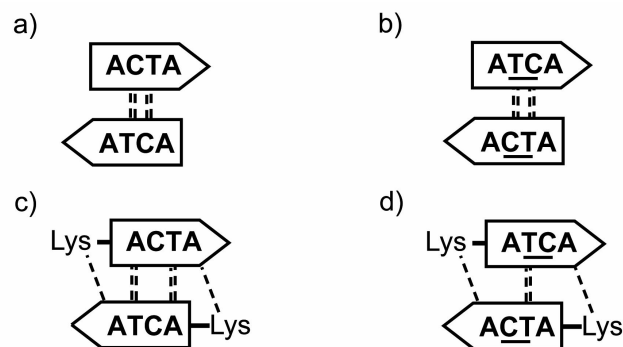 a)
ACTA
ATCA
b)
ATCA
ACTA
c)
Lys ACTA
ATCA Lys
d)
Lys ATCA
ACTA Lys